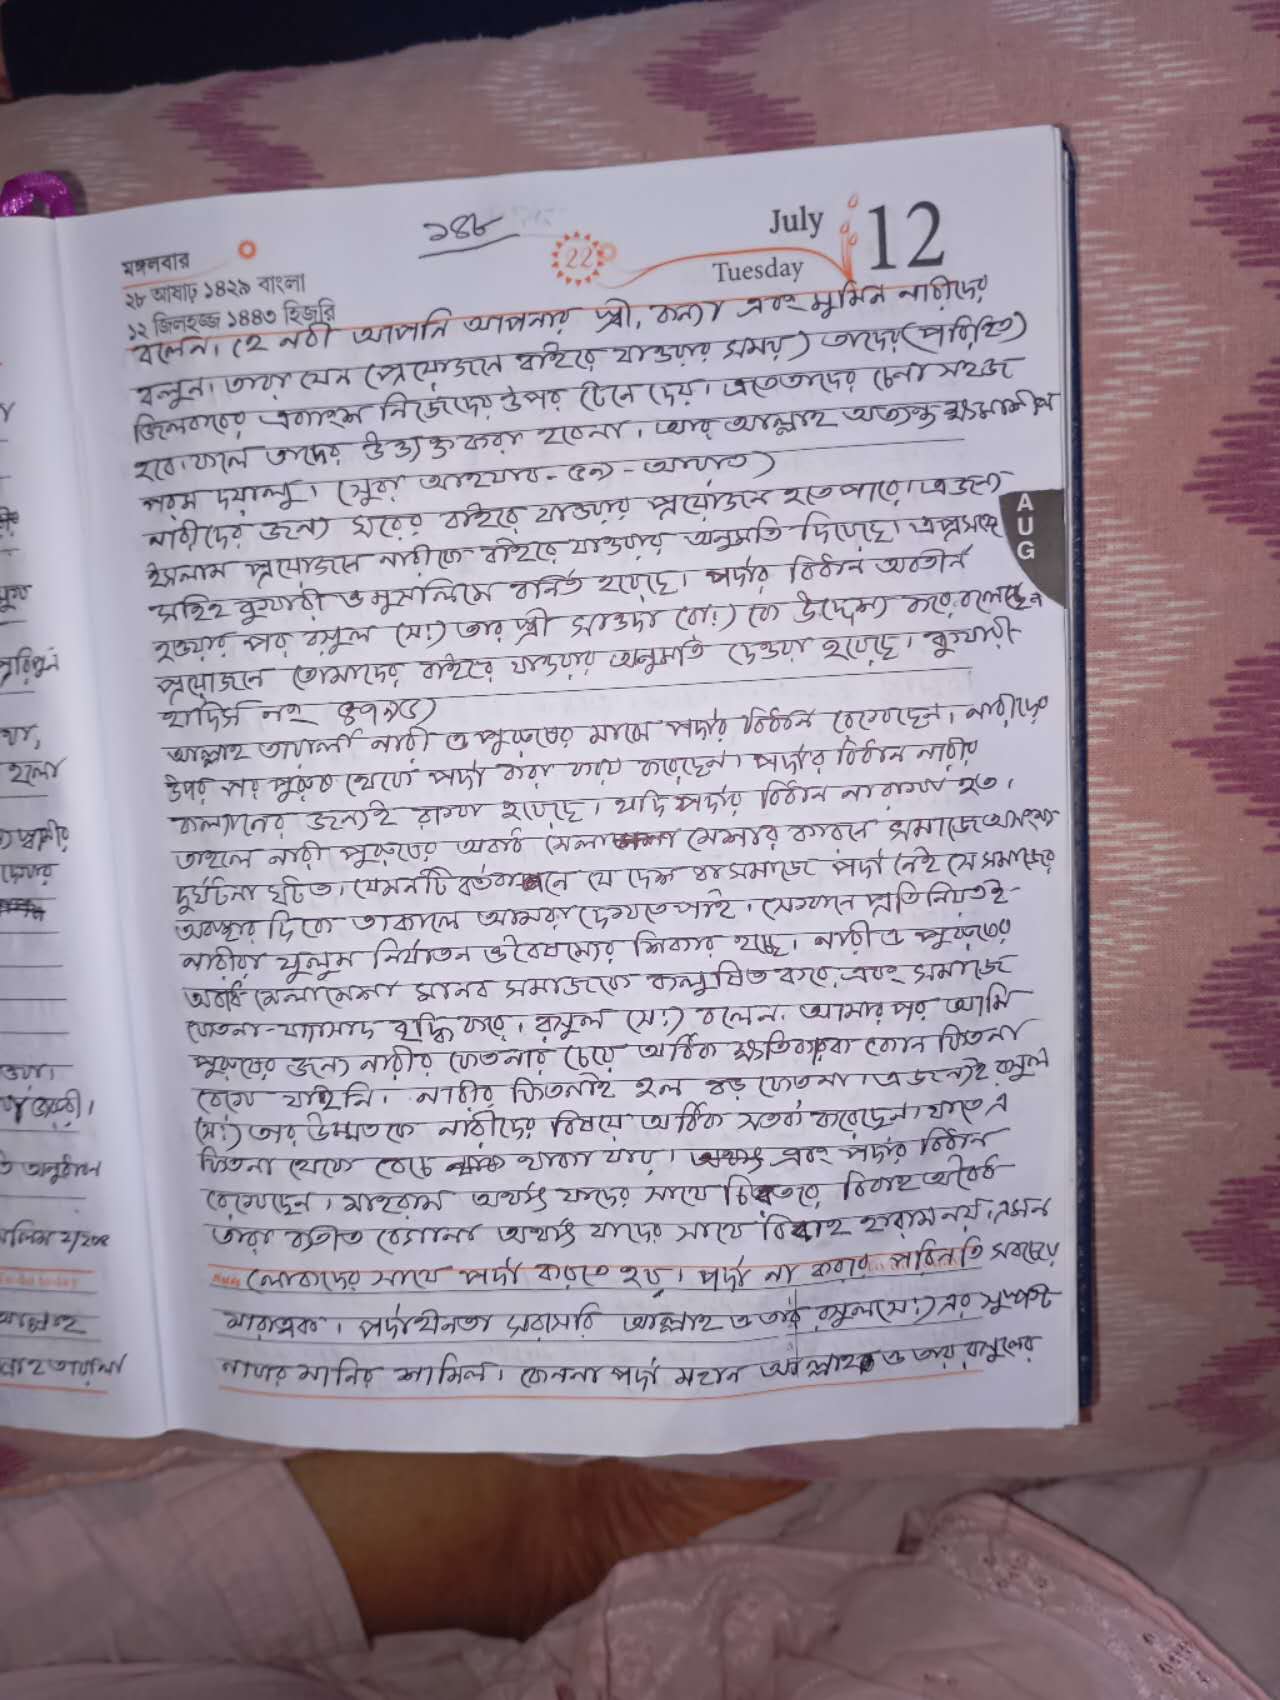 ১৪৮
July 12
Tuesday
22
মঙ্গলবার
২৮ আষাঢ় ১৪২৯ বাংলা
১২ জিলহজ্জ ১৪৪৩ হিজরি
বলেন। হে নবী আপনি আপনার স্ত্রী, কন্যা এবং মুমিন নারীদের
বলুন। তারা যেন (প্রয়োজনে বাইরে যাওয়ার সময়) তাদের (পরিহিত)
জিলবাবের একাংশ নিজেদের উপর টেনে দেয়। এতে তাদের চেনা সহজ
হবে। ফলে তাদের উত্যক্ত করা হবেনা। আর আল্লাহ অত্যন্ত ক্ষমাশীল
পরম দয়ালু। (সুরা আহযাব- ৫৯ - আয়াত)
নারীদের জন্য ঘরের বাইরে যাওয়ার প্রয়োজন হতে পারে। এজন্য
ইসলাম প্রয়োজনে নারীকে বাইরে যাওয়ার অনুমতি দিয়েছে। এপ্রসঙ্গে
সহিহ বুখারী ও মুসলিমে বর্নিত হয়েছে। পর্দার বিধান অবতীর্ন
হওয়ার পর রসুল (সঃ) তার স্ত্রী সাওদা (রাঃ) কে উদ্দেশ্য করে বলেছেন
প্রয়োজনে তোমাদের বাইরে যাওয়ার অনুমতি দেওয়া হয়েছে। বুখারী
হাদিস নং ৪৭৯৫)
আল্লাহ তায়ালা নারী ও পুরুষের মাঝে পর্দার বিধান রেখেছেন। নারীদের
উপর পর পুরুষ থেকে পর্দা করা ফরয করেছেন। পর্দার বিধান নারীর
কল্যানের জন্যই রাখা হয়েছে। যদি পর্দার বিধান না রাখা হত।
তাহলে নারী পুরুষের অবাধ মেলা মেশার কারনে সমাজে অসংখ্য
দুর্ঘটনা ঘটত। যেমনটি বর্তমানে যে দেশ বা সমাজে পর্দা নেই সে সমাজের
অবস্থার দিকে তাকালে আমরা দেখতে পাই। সেখানে প্রতিনিয়তই
নারীরা যুলুম নির্যাতন ও বৈষম্যের শিকার হচ্ছে। নারী ও পুরুষের
অবাধ মেলামেশা মানব সমাজকে কলুষিত করে, এবং সমাজে
ফেতনা-ফাসাদ বৃদ্ধি করে। রসুল (সঃ) বলেন, আমার পর আমি
পুরুষের জন্য নারীর ফেতনার চেয়ে অধিক ক্ষতিকারক কোন ফিতনা
রেখে যাইনি। নারীর ফিতনাই হল বড় ফেতনা। এজন্যই রসুল
(সঃ) তার উম্মতকে নারীদের বিষয়ে অধিক সতর্ক করেছেন। যাতে এ
ফিতনা থেকে বেচে থাকা যায়। এবং পর্দার বিধান
রেখেছেন। মাহরাম অর্থাৎ যাদের সাথে চিরতরে বিবাহ অবৈধ
তারা ব্যতীত বেগানা অর্থাৎ যাদের সাথে বিবাহ হারাম নয়। এমন
লোকদের সাথে পর্দা করতে হয়। পর্দা না করার পরিনতি সবচেয়ে
মারাত্মক। পর্দাহীনতা সরাসরি আল্লাহ ও তার রসুল (সঃ) এর সুস্পষ্ট
নাফরমানির শামিল। কেননা পর্দা মহান আল্লাহ ও তার রসুলের
AUG